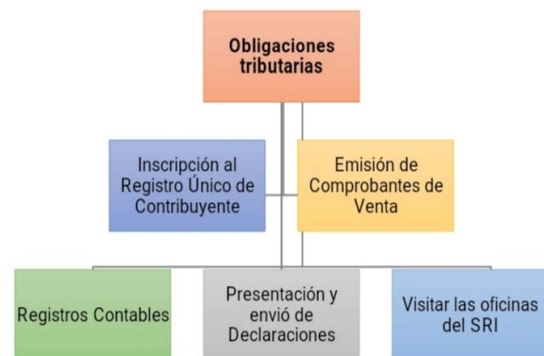 Obligaciones
tributarias
Inscripción al
Registro Único de
Contribuyente
Emisión de
Comprobantes de
Venta
Registros Contables
Presentación y
envió de
Declaraciones
Visitar las oficinas
del SRI